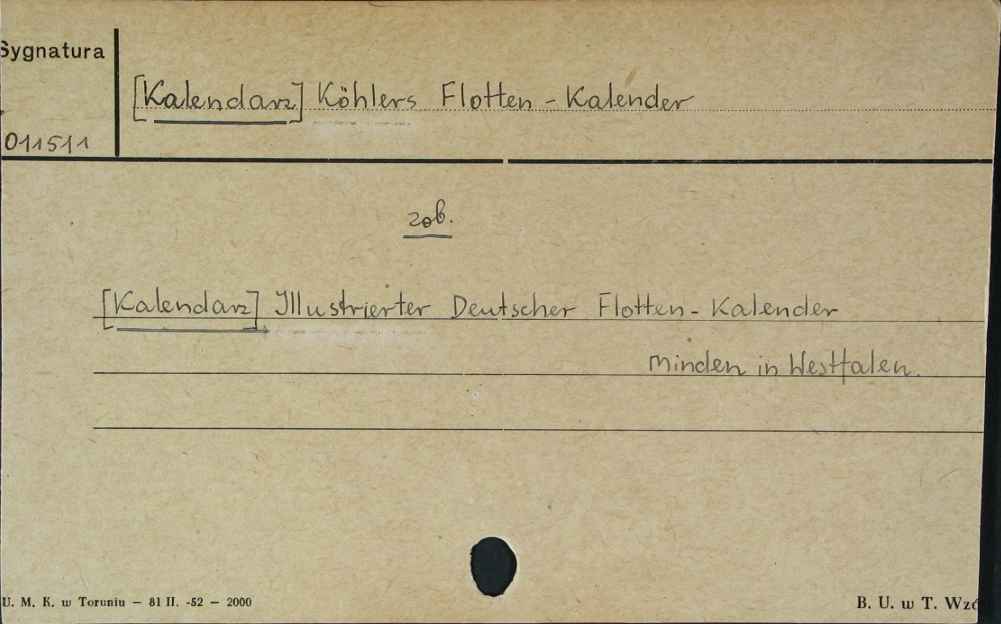 Sygnatura
[Kalendarz] Köhlers Flotten - Kalender
011511
zob.
[Kalendarz] Illustrierter Deutscher Flotten - Kalender
Minden in Westfalen.
U. M. K. w Toruniu — 81 II. -52 — 2000
B. U. w T. Wzó